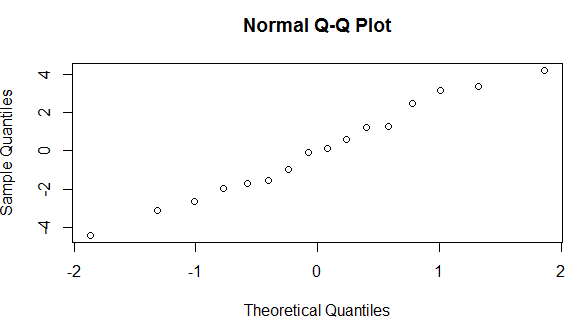 Normal Q-Q Plot
Sample Quantiles
4
2
0
-2
-4
-2 -1 0 1 2
Theoretical Quantiles